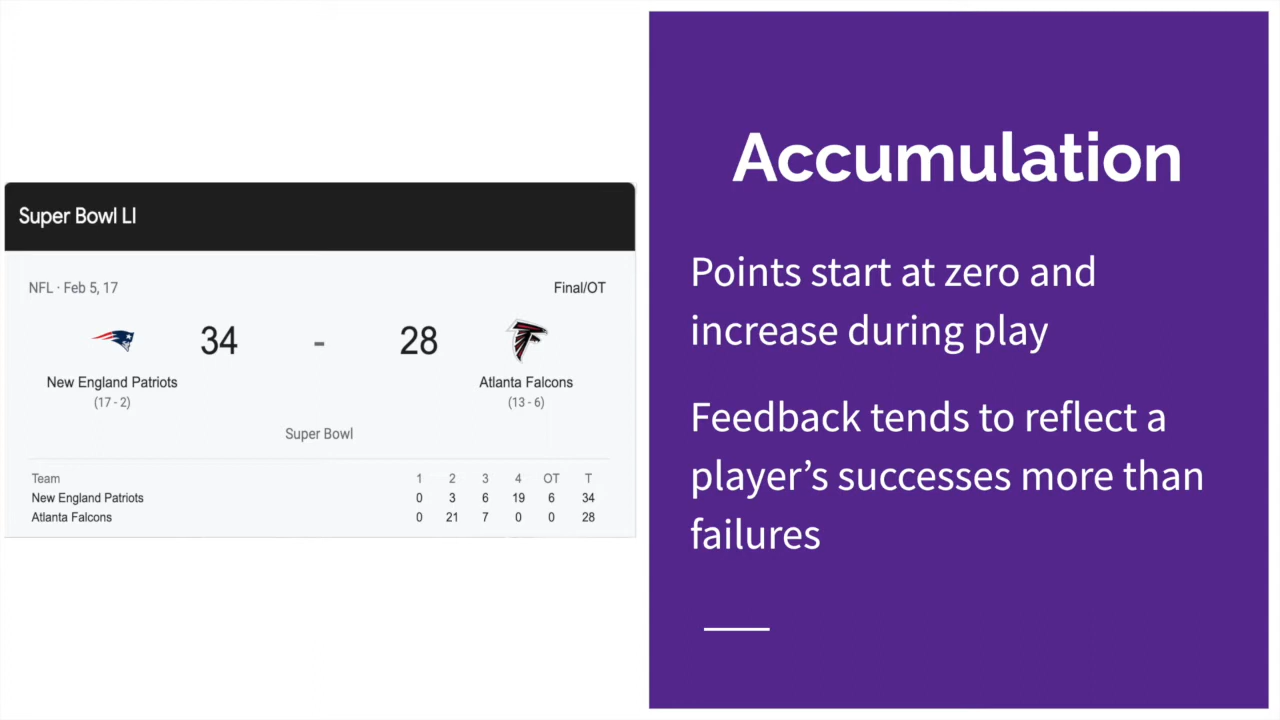 Super Bowl LI
NFL · Feb 5, 17 Final/OT
34 - 28
New England Patriots Atlanta Falcons
(17 - 2) (13 - 6)
Super Bowl
Team 1 2 3 4 OT T
New England Patriots 0 3 6 19 6 34
Atlanta Falcons 0 21 7 0 0 28
Accumulation
Points start at zero and
increase during play
Feedback tends to reflect a
player’s successes more than
failures